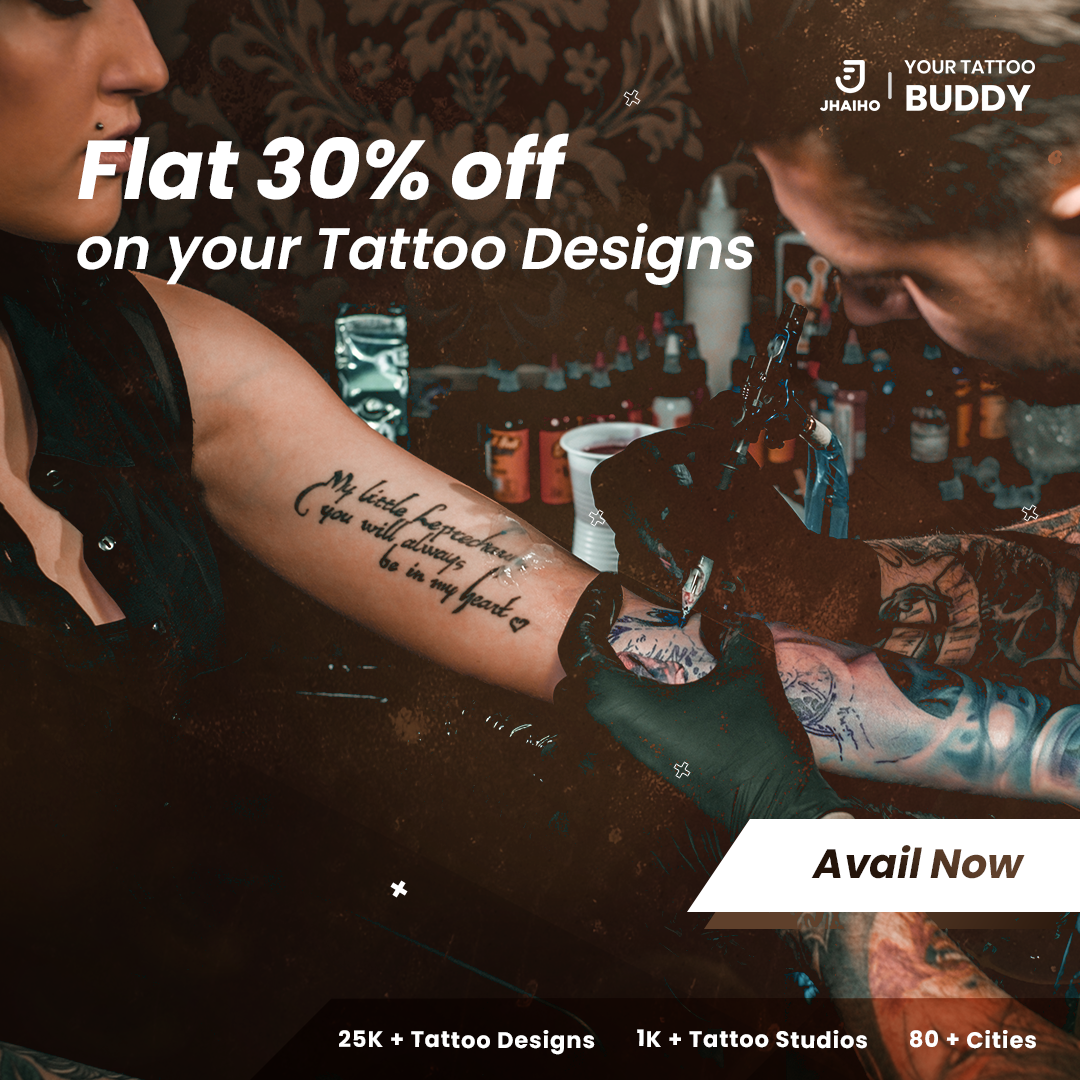 JHAIHO
YOUR TATTOO
BUDDY
Flat 30% off
on your Tattoo Designs
My little leprechaun
you will always
be in my heart
Avail Now
25K + Tattoo Designs
1K + Tattoo Studios
80 + Cities